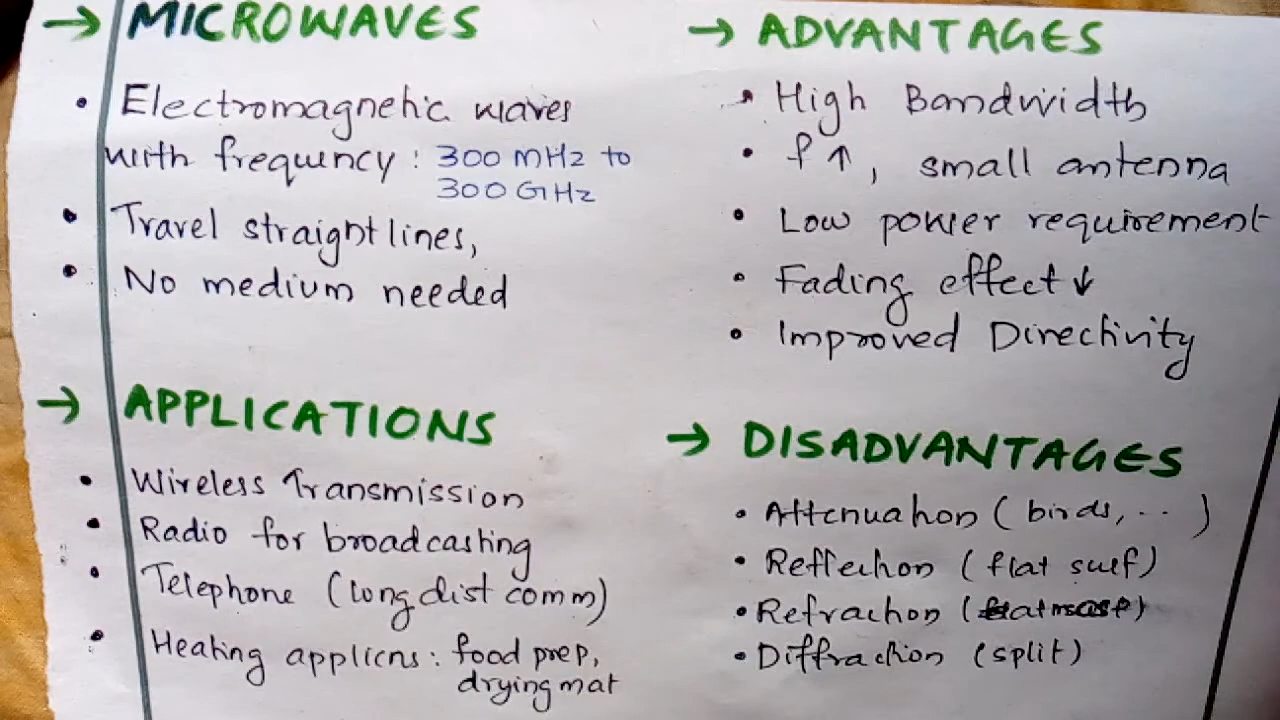 → MICROWAVES
• Electromagnetic waves
with frequency : 300 MHz to
300 GHz
• Travel straight lines,
• No medium needed
→ ADVANTAGES
• High Bandwidth
• f↑, small antenna
• Low power requirement
• Fading effect↓
• Improved Directivity
→ APPLICATIONS
• Wireless Transmission
• Radio for broadcasting
• Telephone (long dist comm)
• Heating applicns : food prep,
drying mat
→ DISADVANTAGES
• Attenuation (birds, ... )
• Reflection (flat surf)
• Refraction (
• Diffraction (split)